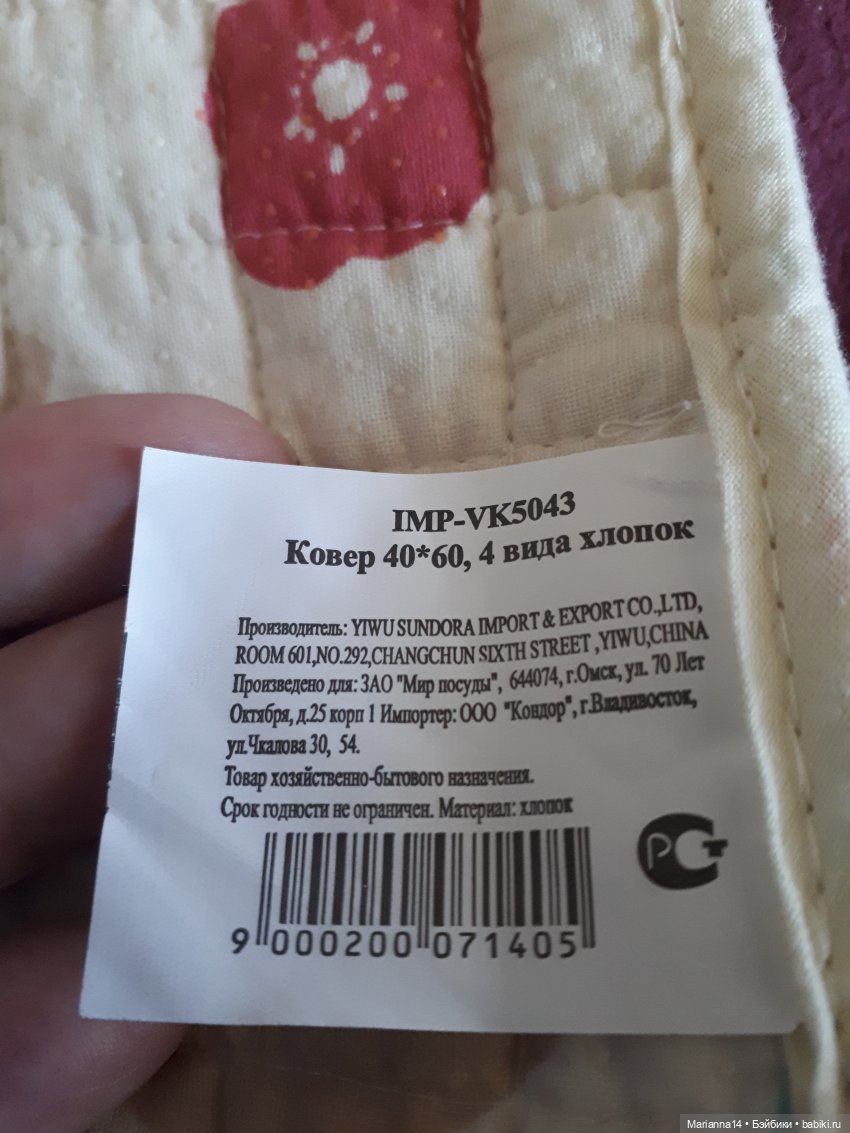 IMP-VK5043
Ковер 40*60, 4 вида хлопок
Производитель: YIWU SUNDORA IMPORT & EXPORT CO.,LTD,
ROOM 601,NO.292,CHANGCHUN SIXTH STREET ,YIWU,CHINA
Произведено для: ЗАО "Мир посуды", 644074, г.Омск, ул. 70 Лет
Октября, д.25 корп 1 Импортер: ООО "Кондор", г.Владивосток,
ул.Чкалова 30, 54.
Товар хозяйственно-бытового назначения.
Срок годности не ограничен. Материал: хлопок
РСТ
9 000200 071405
Marianna14 • Бэйбики • babiki.ru